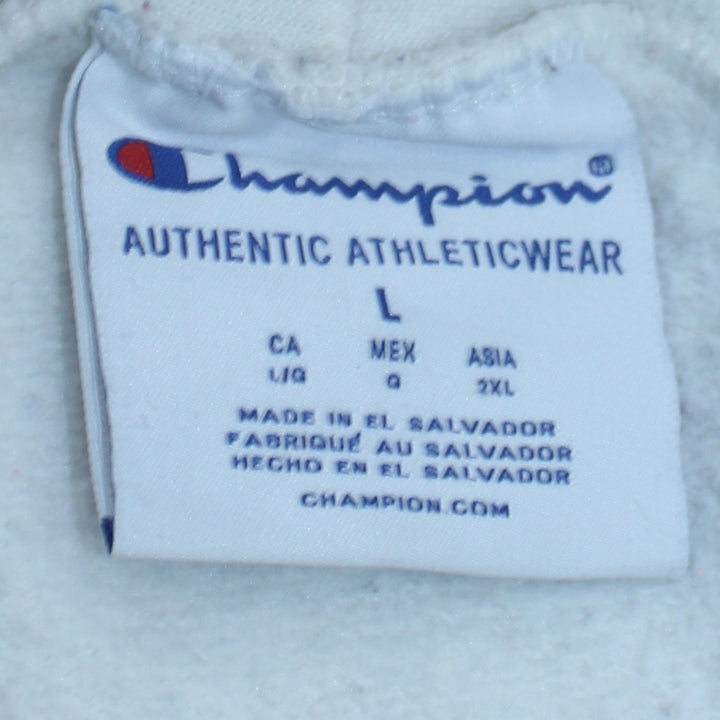 Champion®
AUTHENTIC ATHLETICWEAR
L
CA MEX ASIA
L/G G 2XL
MADE IN EL SALVADOR
FABRIQUÉ AU SALVADOR
HECHO EN EL SALVADOR
CHAMPION.COM